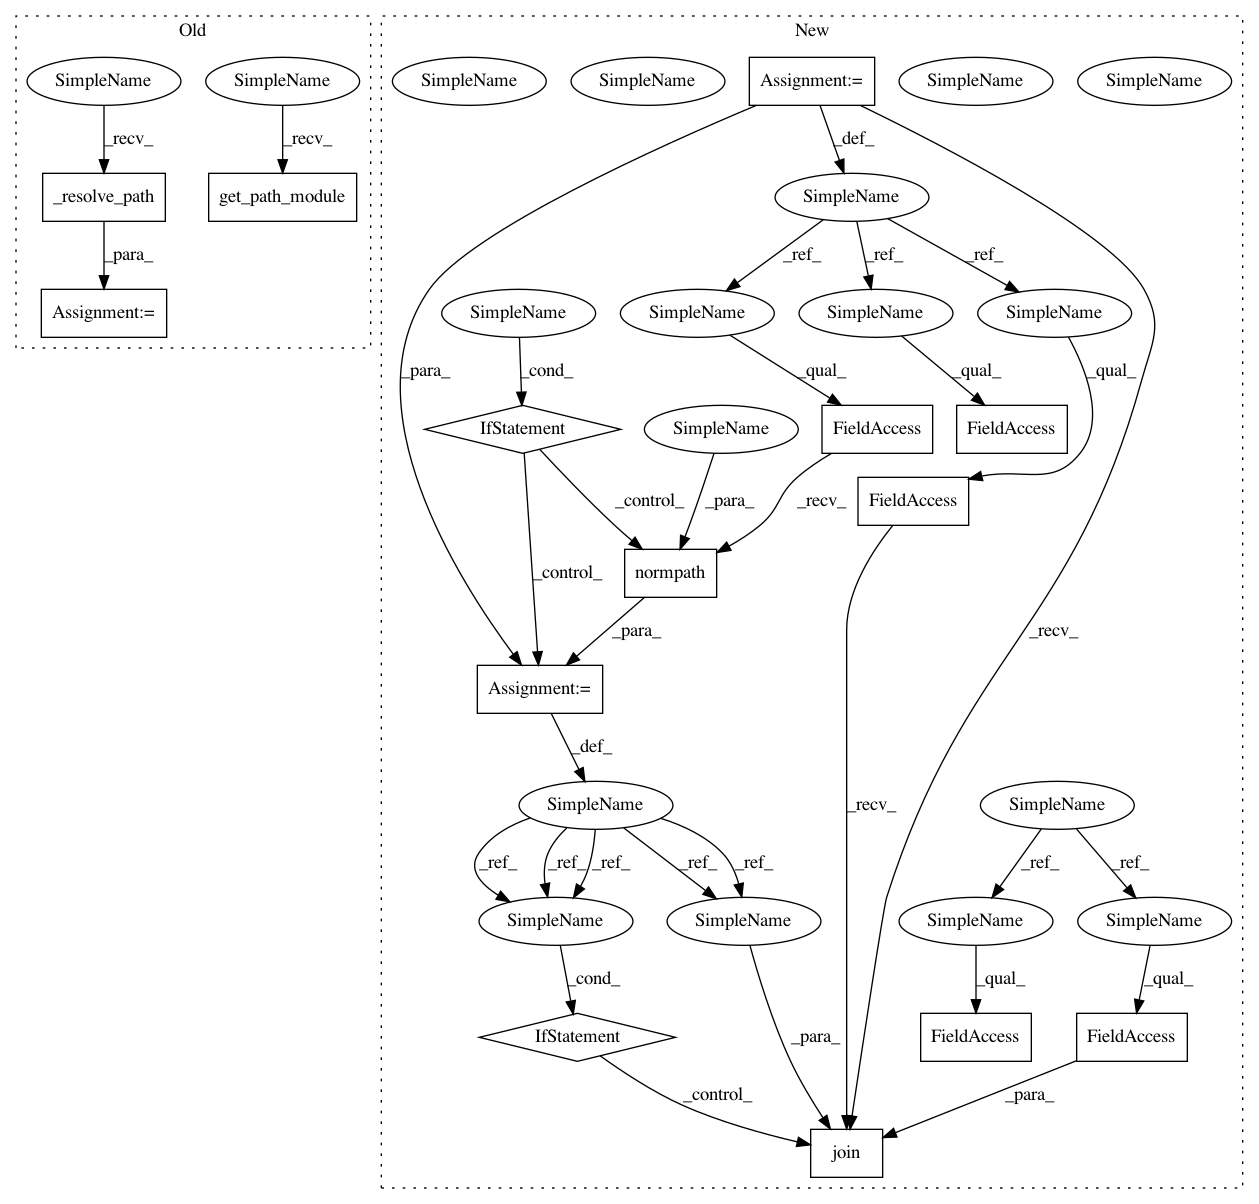 Old
New
SimpleName
SimpleName
SimpleName
SimpleName
Assignment:=
SimpleName
SimpleName
_recv_
_recv_
_def_
_resolve_path
get_path_module
SimpleName
_para_
_ref_
_ref_
_ref_
Assignment:=
SimpleName
SimpleName
SimpleName
SimpleName
_para_
_cond_
_qual_
_qual_
_qual_
IfStatement
SimpleName
FieldAccess
FieldAccess
_control_
_para_
_recv_
FieldAccess
_control_
normpath
_para_
_recv_
Assignment:=
_def_
SimpleName
_recv_
SimpleName
_ref_
_ref_
_ref_
_ref_
_ref_
_ref_
_ref_
SimpleName
SimpleName
SimpleName
SimpleName
_cond_
_qual_
_qual_
IfStatement
_para_
FieldAccess
FieldAccess
_control_
_para_
join